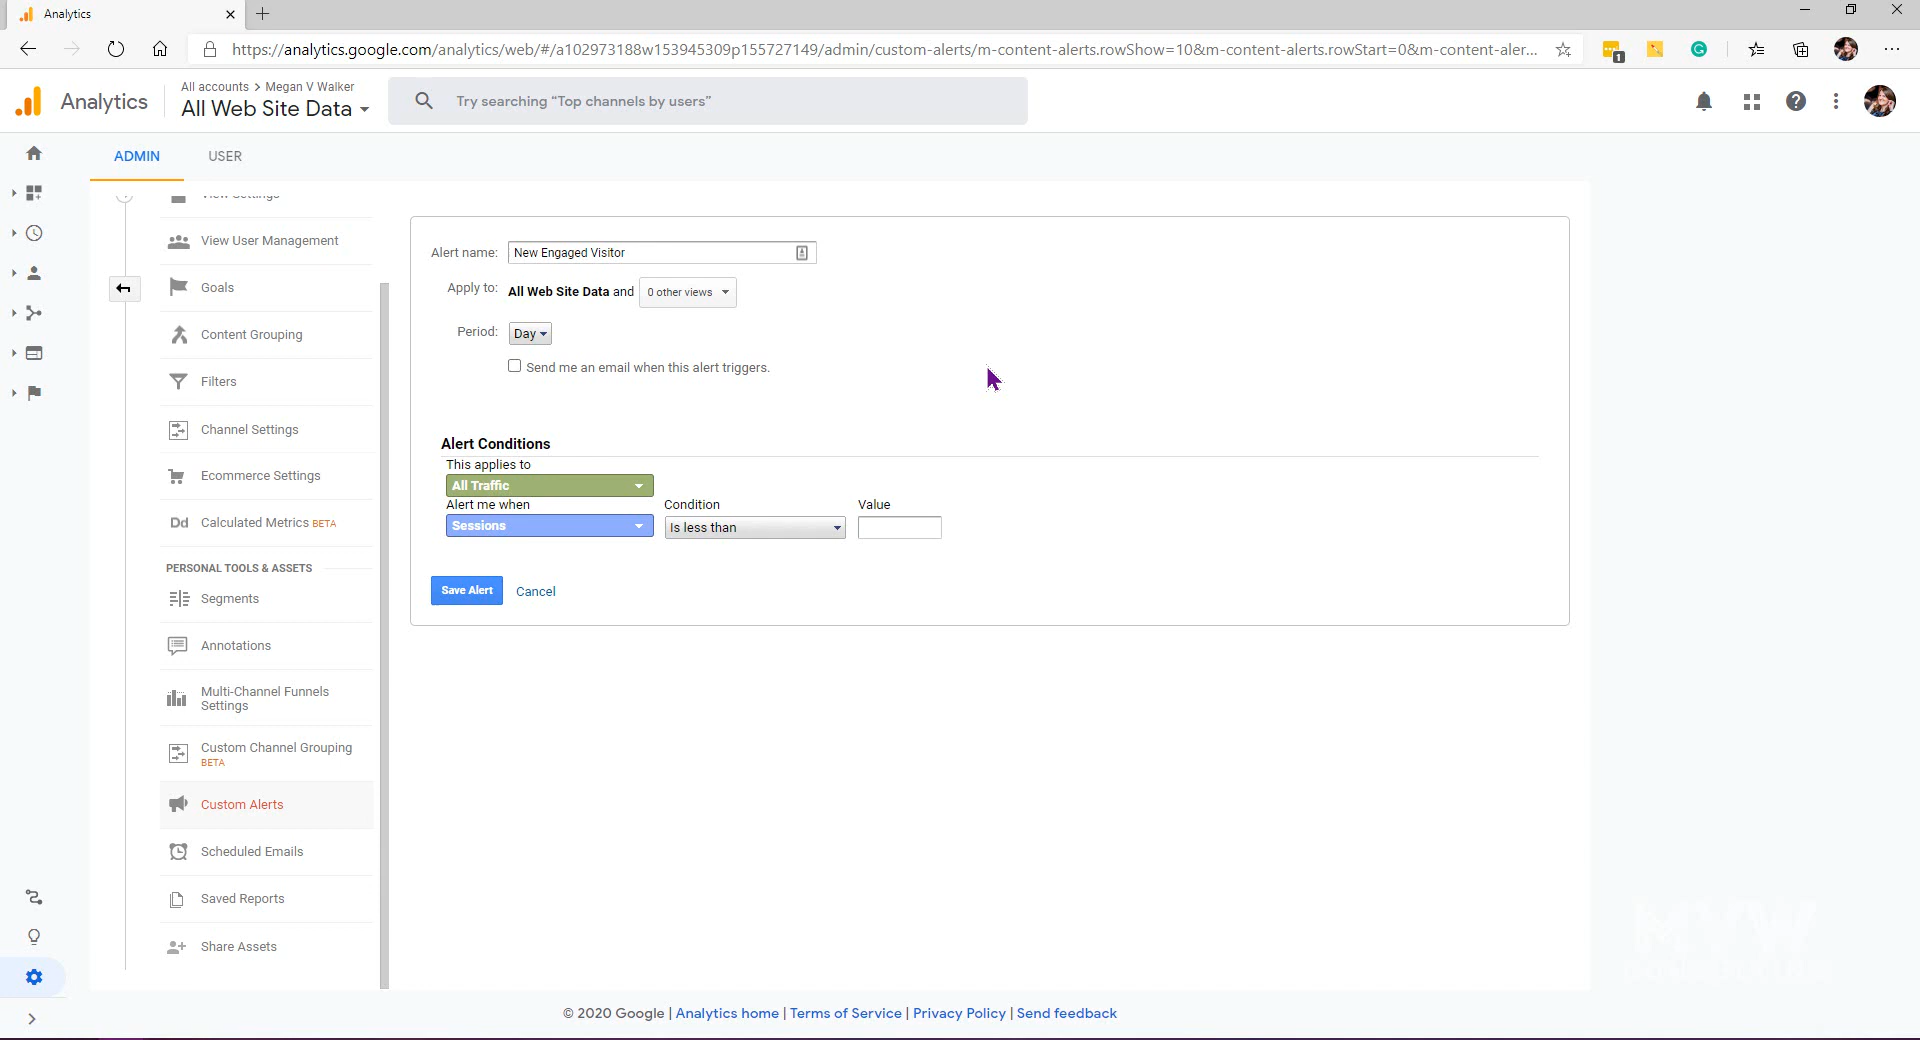 Analytics
https://analytics.google.com/analytics/web/#/a102973188w153945309p155727149/admin/custom-alerts/m-content-alerts.rowShow=10&m-content-alerts.rowStart=0&m-content-aler...
1
Analytics
All accounts > Megan V Walker
All Web Site Data
Try searching “Top channels by users”
ADMIN
USER
View Settings
View User Management
Goals
Content Grouping
Filters
Channel Settings
Ecommerce Settings
Dd Calculated Metrics BETA
PERSONAL TOOLS & ASSETS
Segments
Annotations
Multi-Channel Funnels
Settings
Custom Channel Grouping
BETA
Custom Alerts
Scheduled Emails
Saved Reports
Share Assets
Alert name: New Engaged Visitor
Apply to: All Web Site Data and 0 other views
Period: Day
Send me an email when this alert triggers.
Alert Conditions
This applies to
All Traffic
Alert me when Condition Value
Sessions Is less than
Save Alert Cancel
MVW
© 2020 Google | Analytics home | Terms of Service | Privacy Policy | Send feedback